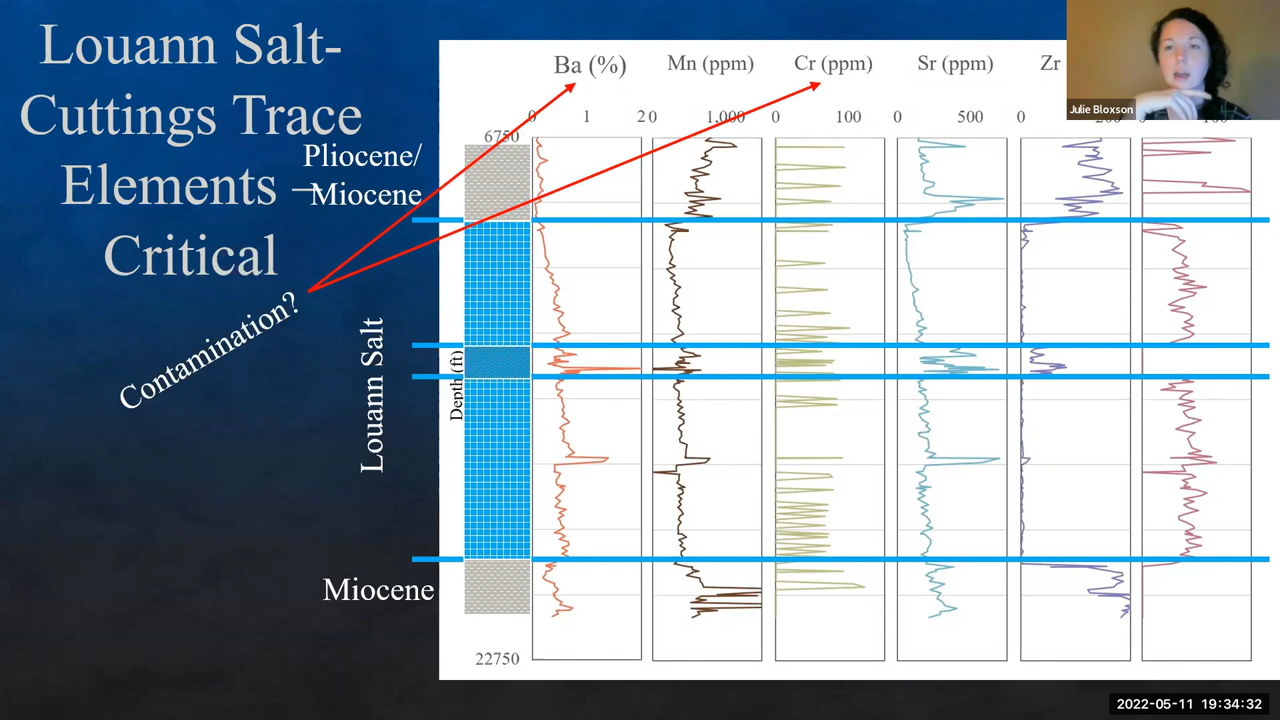 Louann Salt-
Cuttings Trace
Elements –
Critical
Contamination?
Pliocene/
Miocene
Louann Salt
Miocene
Depth (ft)
Ba (%)
Mn (ppm)
Cr (ppm)
Sr (ppm)
Zr
0 1 2
0 1,000
0 100
0 500
0
6750
22750
Julie Bloxson
2022-05-11 19:34:32